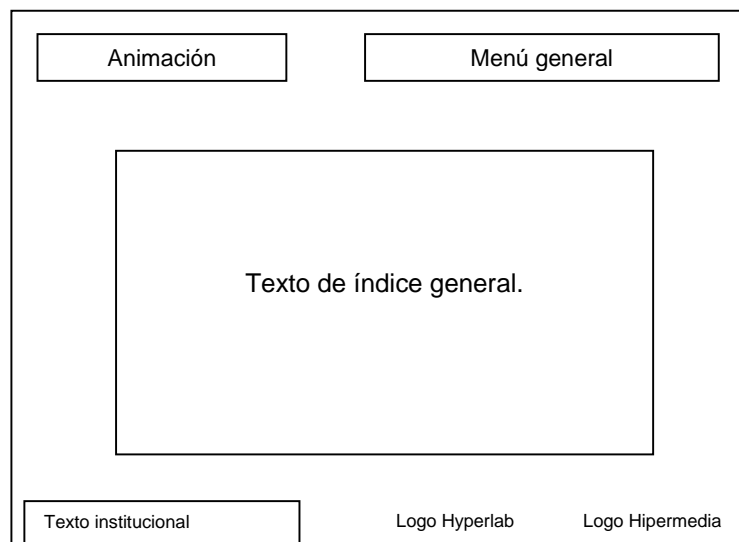 Animación
Menú general
Texto de índice general.
Texto institucional
Logo Hyperlab
Logo Hipermedia